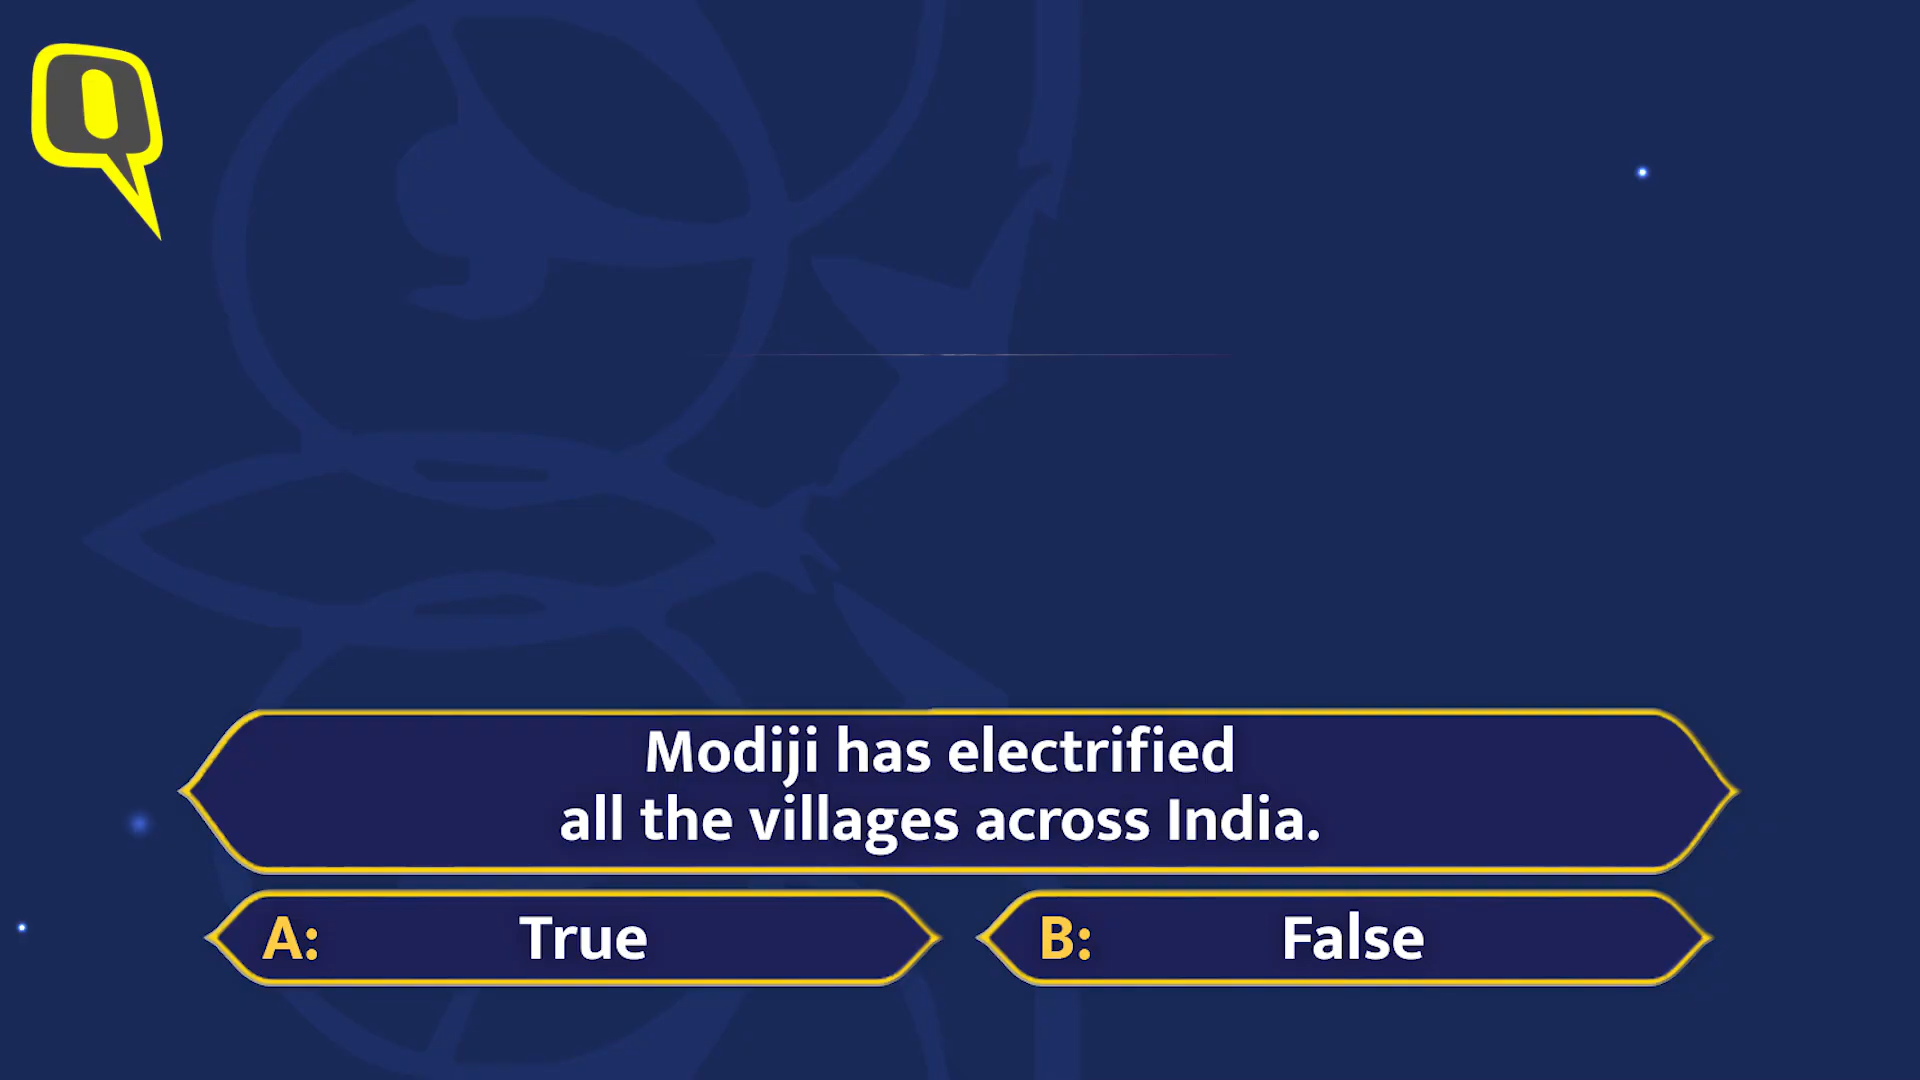 Modiji has electrified
all the villages across India.
A: True
B: False